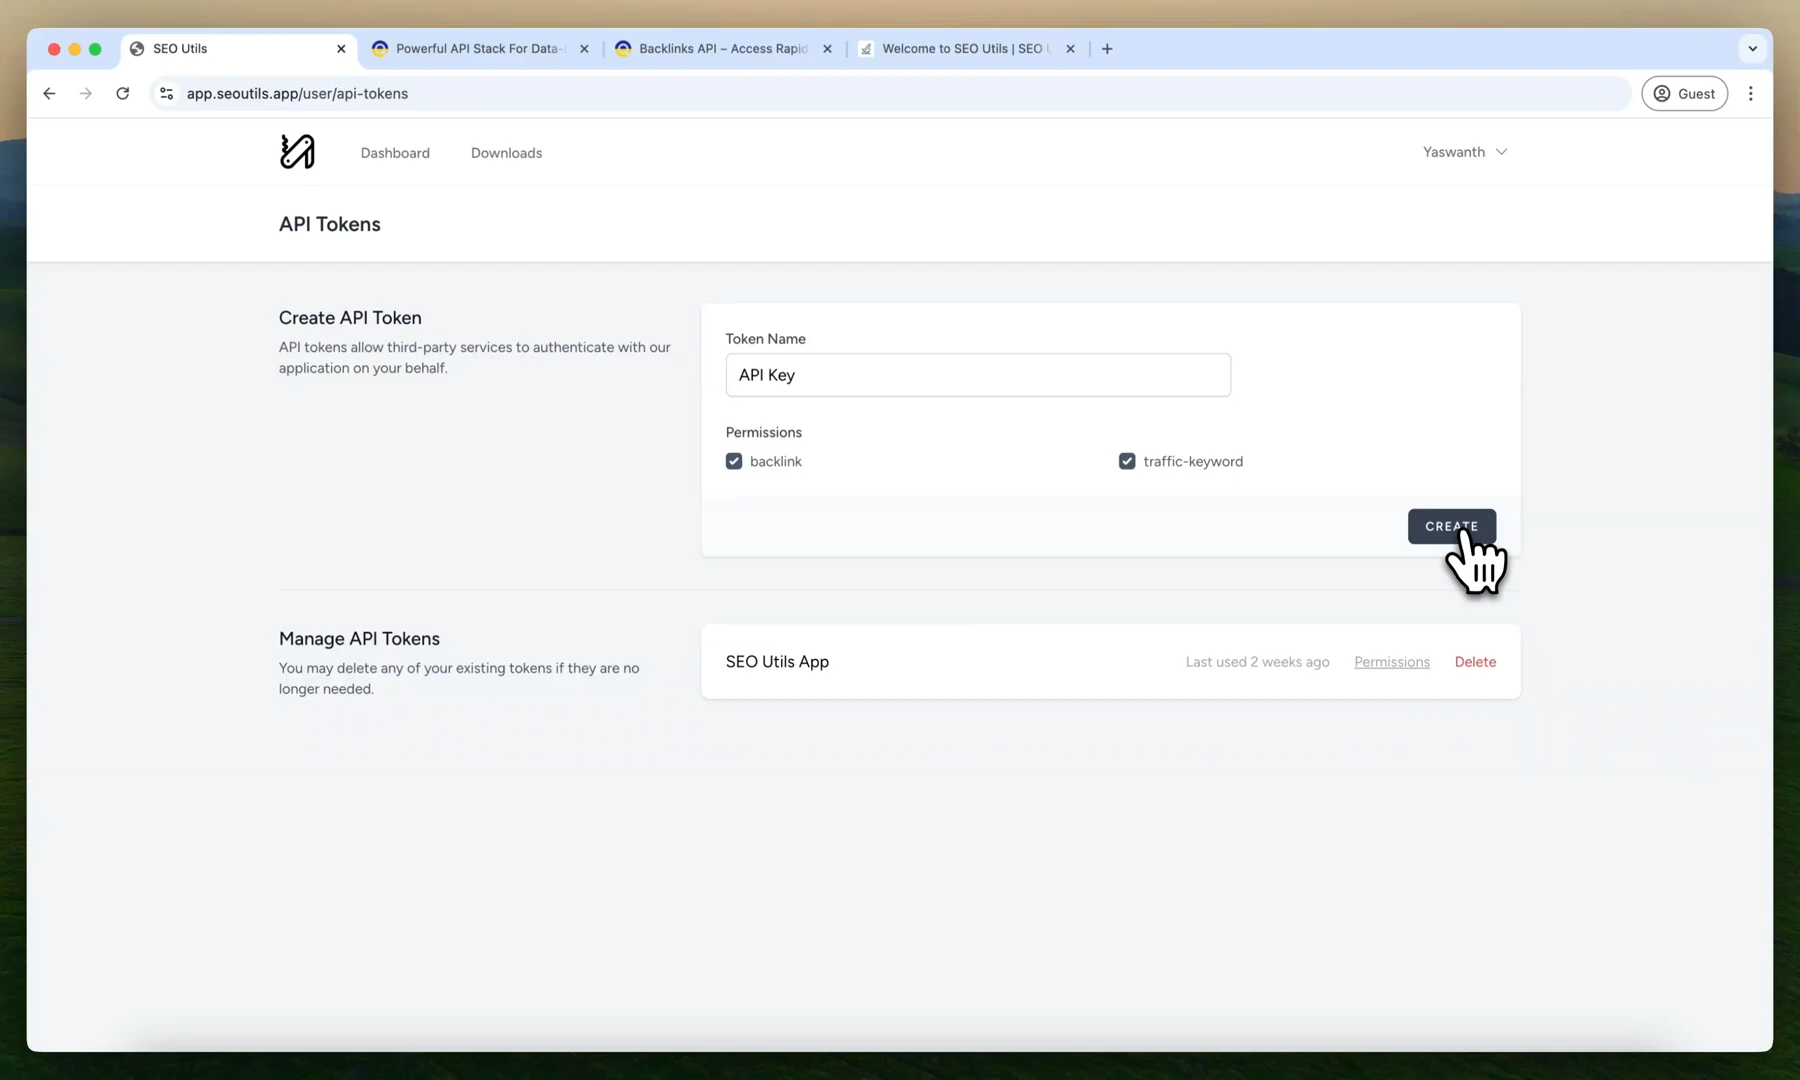 SEO Utils
Powerful API Stack For Data-
Backlinks API – Access Rapid
Welcome to SEO Utils | SEO U
app.seoutils.app/user/api-tokens
Guest
Dashboard
Downloads
Yaswanth
API Tokens
Create API Token
API tokens allow third-party services to authenticate with our
application on your behalf.
Token Name
API Key
Permissions
backlink
traffic-keyword
CREATE
Manage API Tokens
You may delete any of your existing tokens if they are no
longer needed.
SEO Utils App
Last used 2 weeks ago
Permissions
Delete